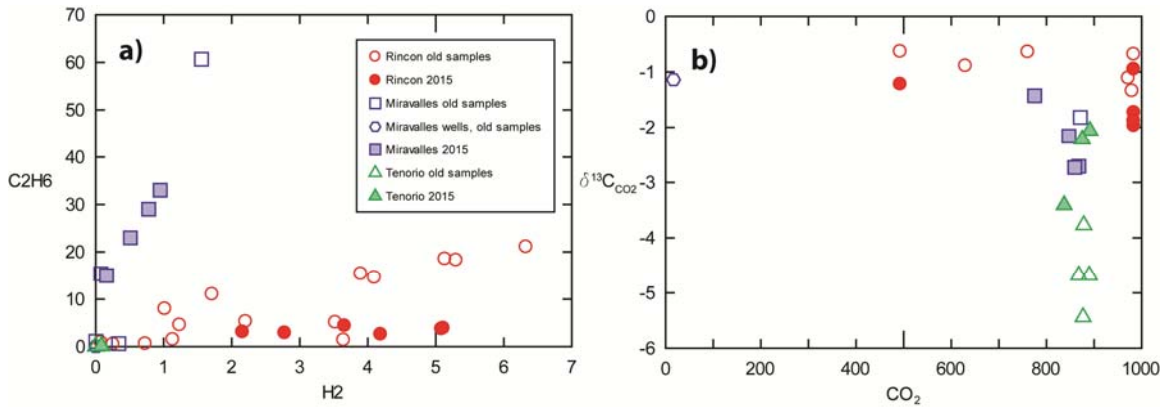 a)
70
60
50
40
C2H6
30
20
10
0
0 1 2 3 4 5 6 7
H2
Rincon old samples
Rincon 2015
Miravalles old samples
Miravalles wells, old samples
Miravalles 2015
Tenorio old samples
Tenorio 2015
b)
-0
-1
-2
-3
δ¹³C_CO2
-4
-5
-6
0 200 400 600 800 1000
CO₂